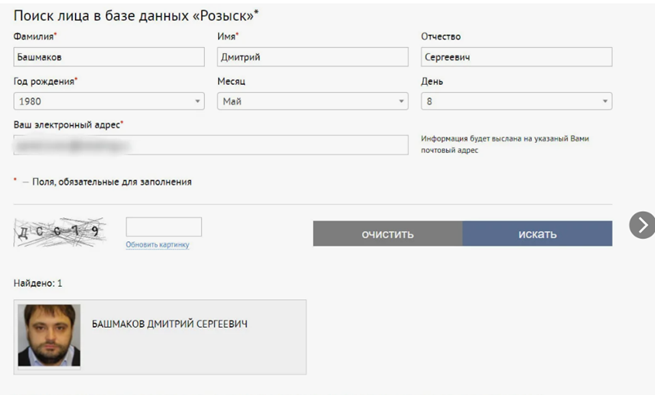 Поиск лица в базе данных «Розыск»*
Фамилия* Имя* Отчество
Башмаков Дмитрий Сергеевич
Год рождения* Месяц День
1980 Май 8
Ваш электронный адрес*
Информация будет выслана на указаный Вами
почтовый адрес
* — Поля, обязательные для заполнения
Обновить картинку
очистить искать
Найдено: 1
БАШМАКОВ ДМИТРИЙ СЕРГЕЕВИЧ